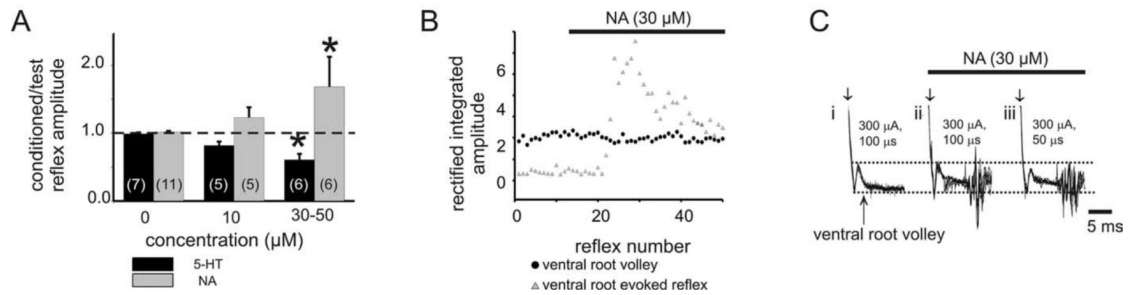 A
conditioned/test
reflex amplitude
2.0
1.0
0.0
*
*
(7)
(11)
(5)
(5)
(6)
(6)
0
10
30-50
concentration (µM)
5-HT
NA
B
NA (30 µM)
rectified integrated
amplitude
8
6
4
2
0
0
20
40
reflex number
ventral root volley
ventral root evoked reflex
C
NA (30 µM)
i
300 µA,
100 µs
ii
300 µA,
100 µs
iii
300 µA,
50 µs
ventral root volley
5 ms